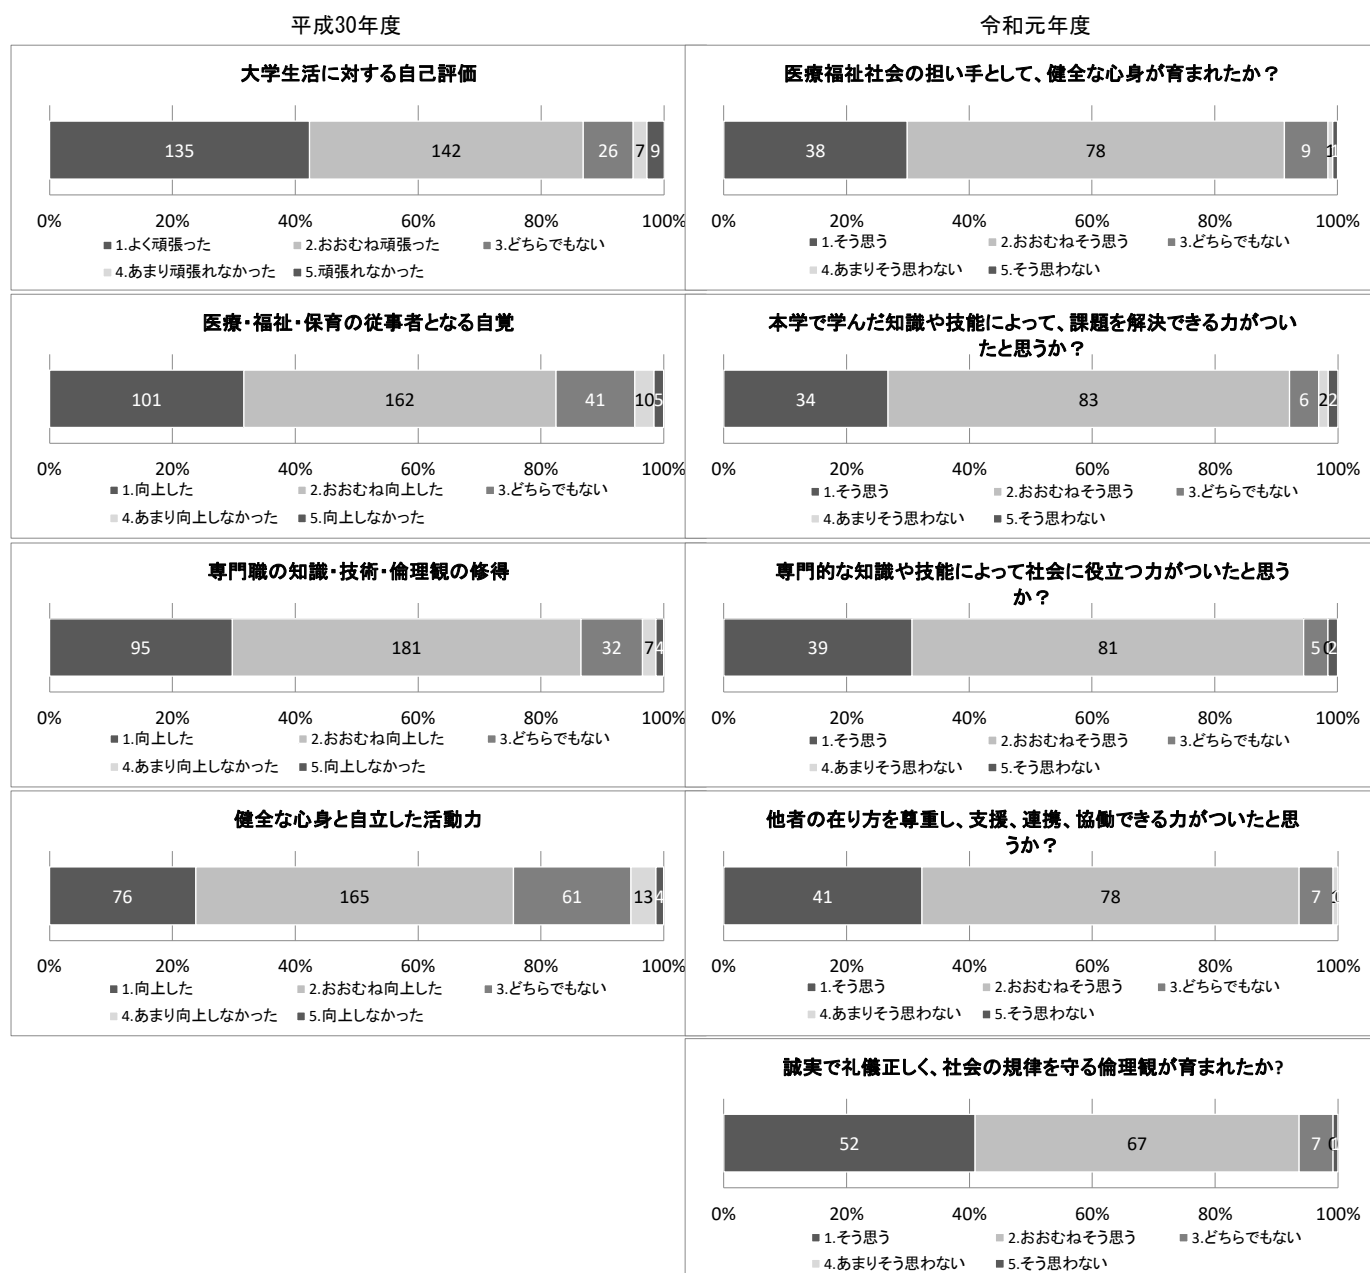 平成30年度
大学生活に対する自己評価
135 142 26 7 9
0% 20% 40% 60% 80% 100%
■1.よく頑張った ■2.おおむね頑張った ■3.どちらでもない
■4.あまり頑張れなかった ■5.頑張れなかった
医療・福祉・保育の従事者となる自覚
101 162 41 10 5
0% 20% 40% 60% 80% 100%
■1.向上した ■2.おおむね向上した ■3.どちらでもない
■4.あまり向上しなかった ■5.向上しなかった
専門職の知識・技術・倫理観の修得
95 181 32 7 4
0% 20% 40% 60% 80% 100%
■1.向上した ■2.おおむね向上した ■3.どちらでもない
■4.あまり向上しなかった ■5.向上しなかった
健全な心身と自立した活動力
76 165 61 13 4
0% 20% 40% 60% 80% 100%
■1.向上した ■2.おおむね向上した ■3.どちらでもない
■4.あまり向上しなかった ■5.向上しなかった
令和元年度
医療福祉社会の担い手として、健全な心身が育まれたか？
38 78 9 1 1
0% 20% 40% 60% 80% 100%
■1.そう思う ■2.おおむねそう思う ■3.どちらでもない
■4.あまりそう思わない ■5.そう思わない
本学で学んだ知識や技能によって、課題を解決できる力がつい
たと思うか？
34 83 6 2 2
0% 20% 40% 60% 80% 100%
■1.そう思う ■2.おおむねそう思う ■3.どちらでもない
■4.あまりそう思わない ■5.そう思わない
専門的な知識や技能によって社会に役立つ力がついたと思う
か？
39 81 5 0 2
0% 20% 40% 60% 80% 100%
■1.そう思う ■2.おおむねそう思う ■3.どちらでもない
■4.あまりそう思わない ■5.そう思わない
他者の在り方を尊重し、支援、連携、協働できる力がついたと思
うか？
41 78 7 1 0
0% 20% 40% 60% 80% 100%
■1.そう思う ■2.おおむねそう思う ■3.どちらでもない
■4.あまりそう思わない ■5.そう思わない
誠実で礼儀正しく、社会の規律を守る倫理観が育まれたか?
52 67 7 0 1
0% 20% 40% 60% 80% 100%
■1.そう思う ■2.おおむねそう思う ■3.どちらでもない
■4.あまりそう思わない ■5.そう思わない